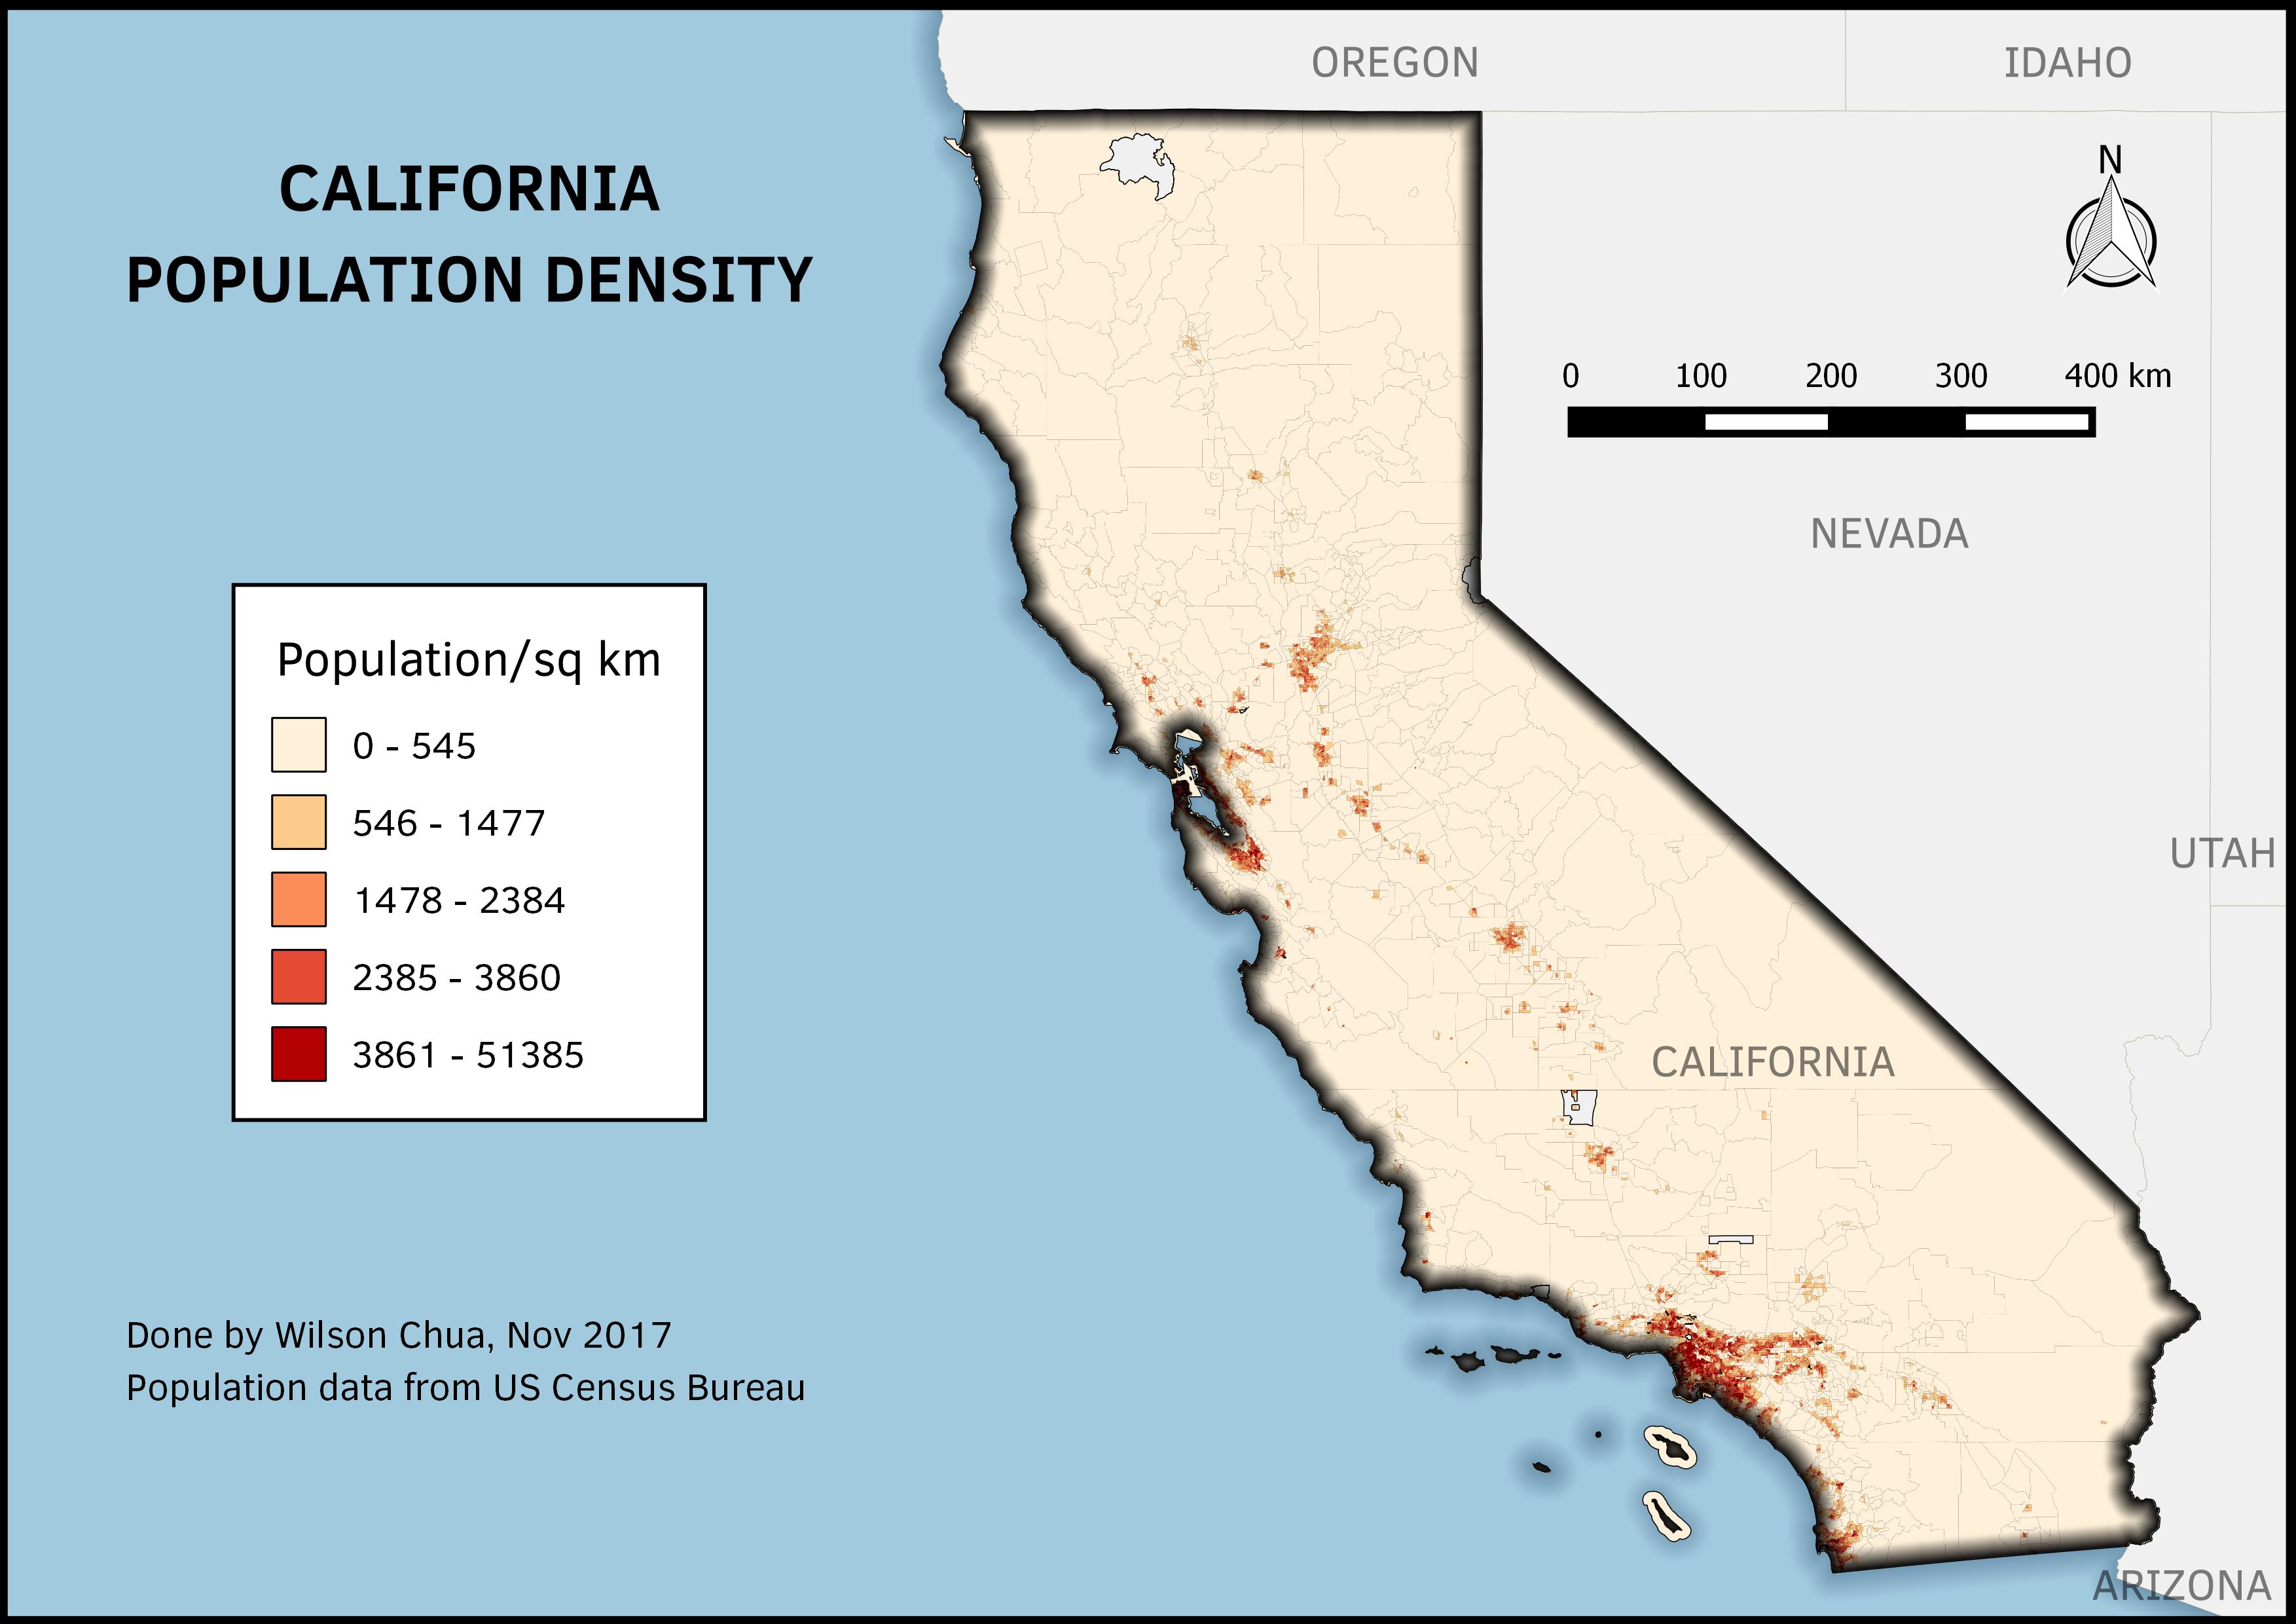 OREGON
IDAHO
CALIFORNIA
POPULATION DENSITY
N
0 100 200 300 400 km
NEVADA
Population/sq km
0 - 545
546 - 1477
1478 - 2384
2385 - 3860
3861 - 51385
UTAH
CALIFORNIA
Done by Wilson Chua, Nov 2017
Population data from US Census Bureau
ARIZONA